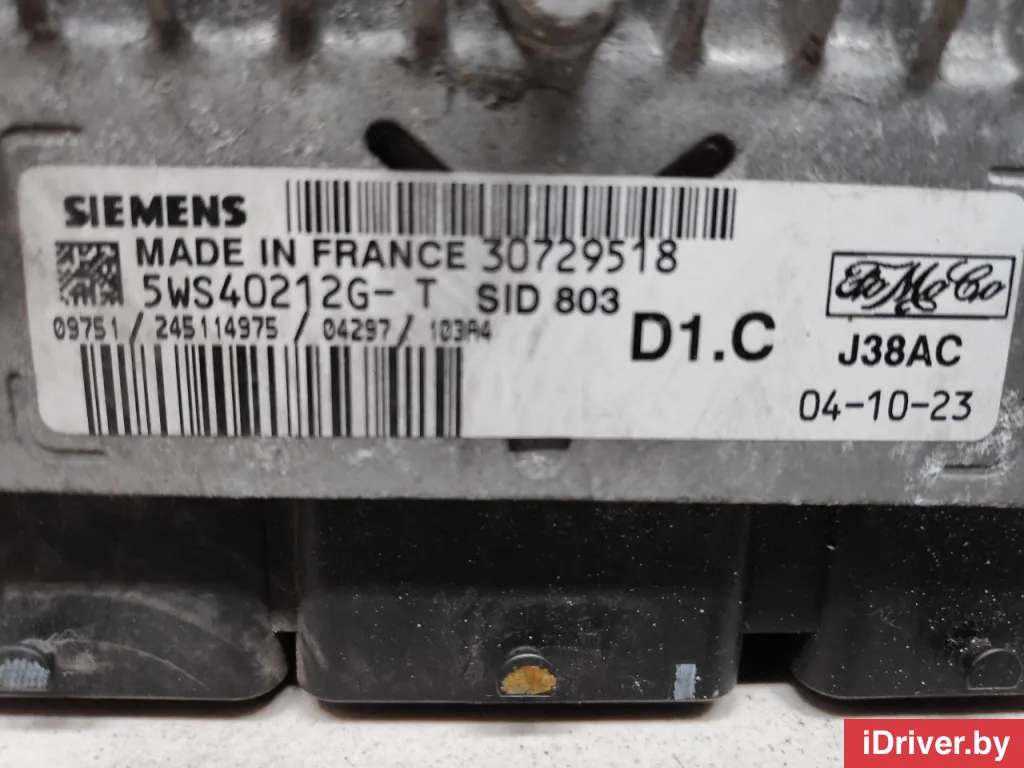 SIEMENS
MADE IN FRANCE 30729518
5WS40212G- T SID 803
09751 / 245114975 / 04297 / 103A4
D1.C
FoMoCo
J38AC
04-10-23
iDriver.by